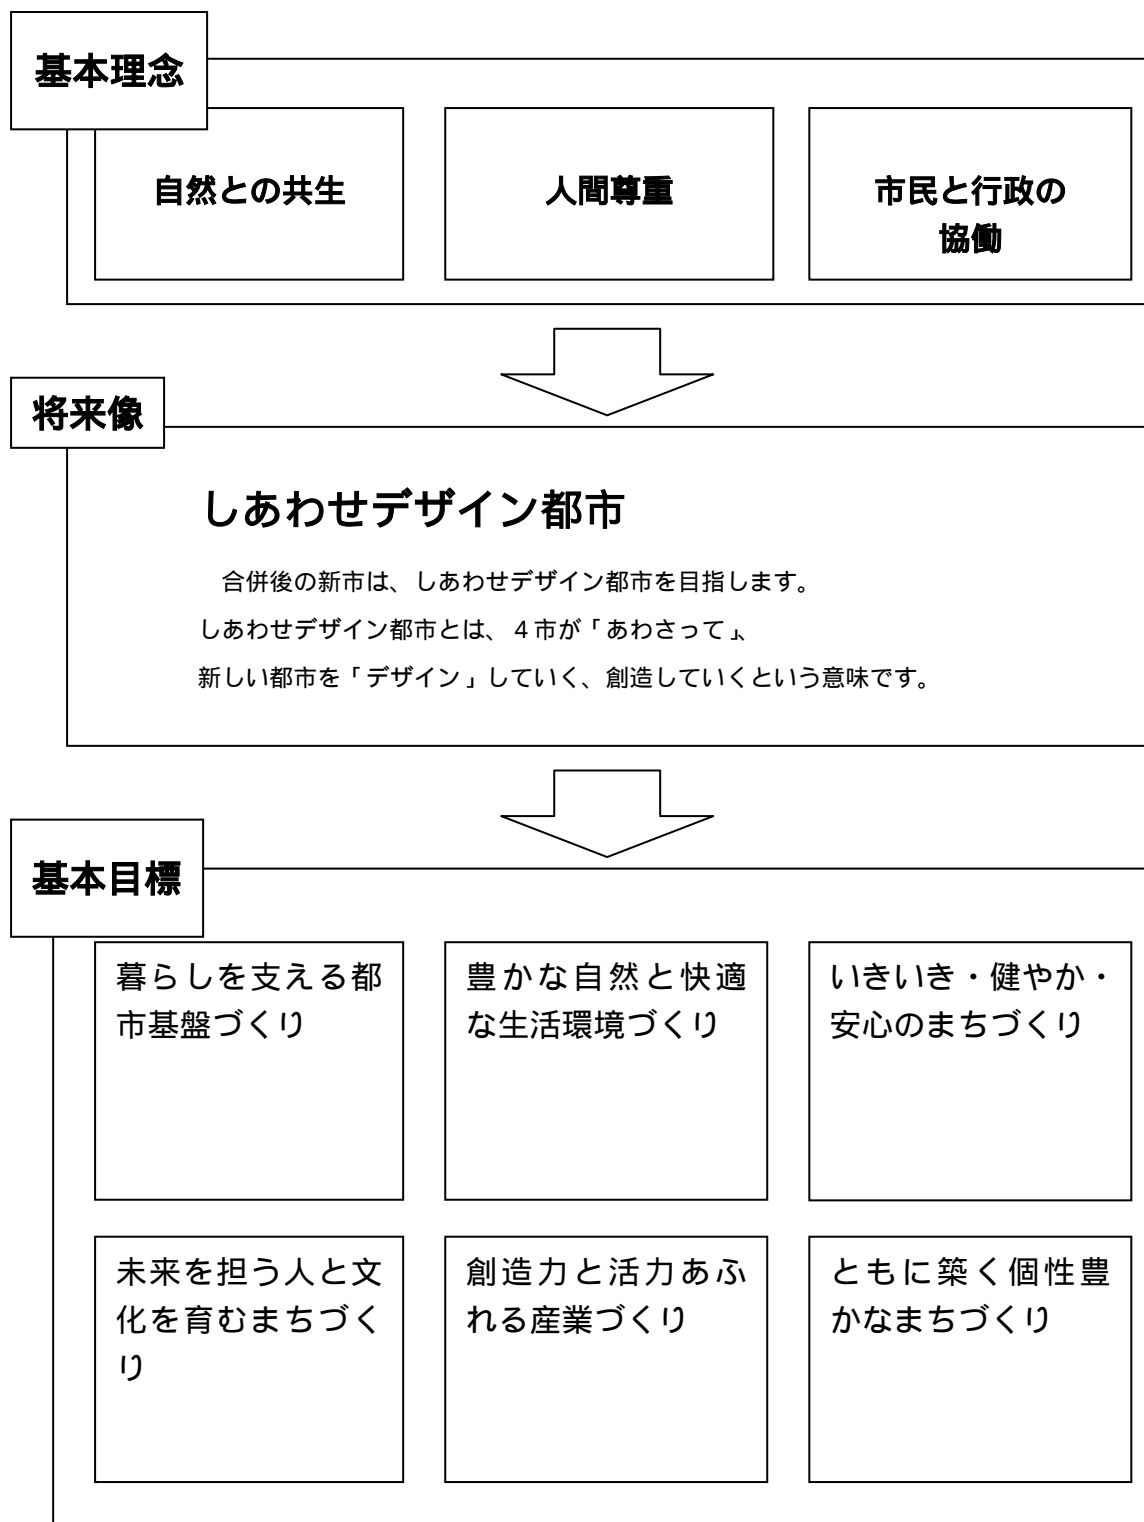 基本理念
自然との共生
人間尊重
市民と行政の
協働
将来像
しあわせデザイン都市
合併後の新市は、しあわせデザイン都市を目指します。
しあわせデザイン都市とは、４市が「あわさって」、
新しい都市を「デザイン」していく、創造していくという意味です。
基本目標
暮らしを支える都
市基盤づくり
豊かな自然と快適
な生活環境づくり
いきいき・健やか・
安心のまちづくり
未来を担う人と文
化を育むまちづく
り
創造力と活力あふ
れる産業づくり
ともに築く個性豊
かなまちづくり